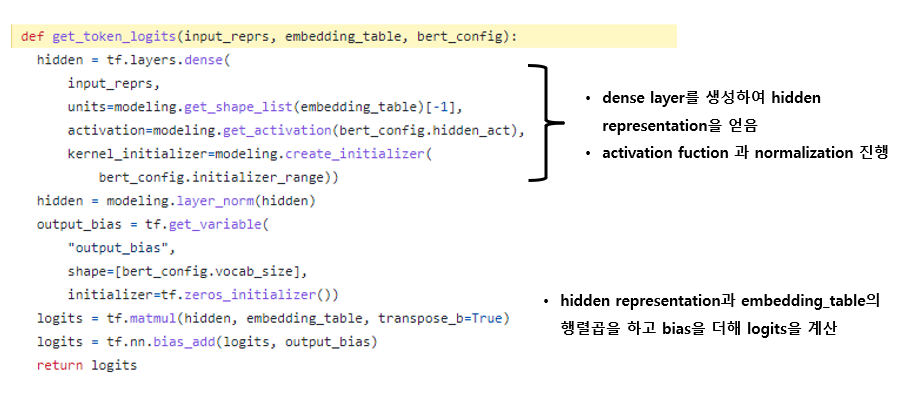 def get_token_logits(input_reprs, embedding_table, bert_config):
hidden = tf.layers.dense(
input_reprs,
units=modeling.get_shape_list(embedding_table)[-1],
activation=modeling.get_activation(bert_config.hidden_act),
kernel_initializer=modeling.create_initializer(
bert_config.initializer_range))
hidden = modeling.layer_norm(hidden)
output_bias = tf.get_variable(
"output_bias",
shape=[bert_config.vocab_size],
initializer=tf.zeros_initializer())
logits = tf.matmul(hidden, embedding_table, transpose_b=True)
logits = tf.nn.bias_add(logits, output_bias)
return logits
• dense layer를 생성하여 hidden
representation을 얻음
• activation fuction 과 normalization 진행
• hidden representation과 embedding_table의
행렬곱을 하고 bias을 더해 logits을 계산